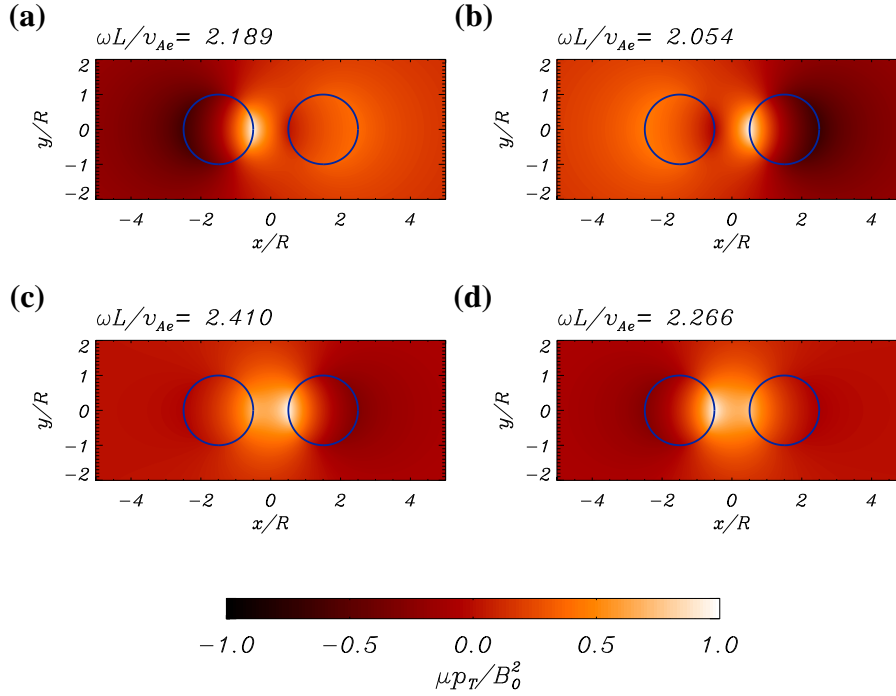 (a)
ωL/v_Ae= 2.189
2
1
0
−1
−2
y/R
−4 −2 0 2 4
x/R
(b)
ωL/v_Ae= 2.054
2
1
0
−1
−2
y/R
−4 −2 0 2 4
x/R
(c)
ωL/v_Ae= 2.410
2
1
0
−1
−2
y/R
−4 −2 0 2 4
x/R
(d)
ωL/v_Ae= 2.266
2
1
0
−1
−2
y/R
−4 −2 0 2 4
x/R
−1.0 −0.5 0.0 0.5 1.0
μp_T/B_0^2